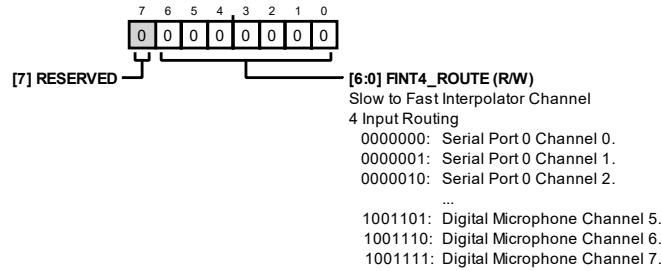 7 6 5 4 3 2 1 0
0 0 0 0 0 0 0 0
[7] RESERVED
[6:0] FINT4_ROUTE (R/W)
Slow to Fast Interpolator Channel
4 Input Routing
0000000: Serial Port 0 Channel 0.
0000001: Serial Port 0 Channel 1.
0000010: Serial Port 0 Channel 2.
...
1001101: Digital Microphone Channel 5.
1001110: Digital Microphone Channel 6.
1001111: Digital Microphone Channel 7.